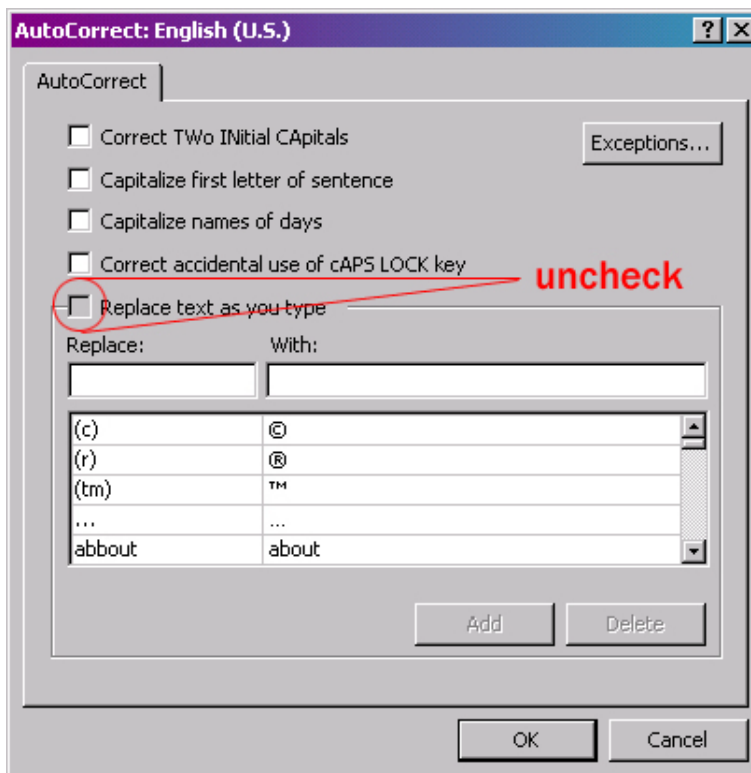 AutoCorrect: English (U.S.)
AutoCorrect
Correct TWo INitial CApitals
Exceptions...
Capitalize first letter of sentence
Capitalize names of days
Correct accidental use of cAPS LOCK key
uncheck
Replace text as you type
Replace: With:
(c) ©
(r) ®
(tm) ™
... …
abbout about
Add Delete
OK Cancel